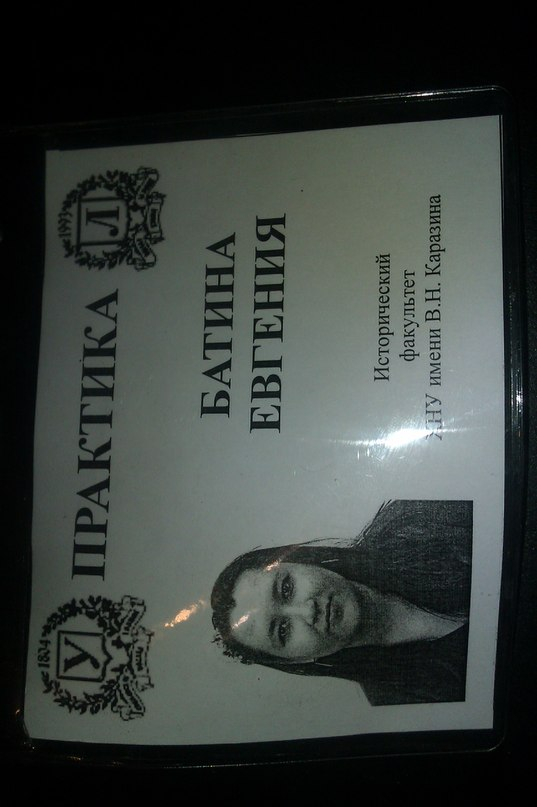 1804
У
ПРАКТИКА
1993
Л
БАТИНА
ЕВГЕНИЯ
Исторический
факультет
ХНУ имени В.Н. Каразина